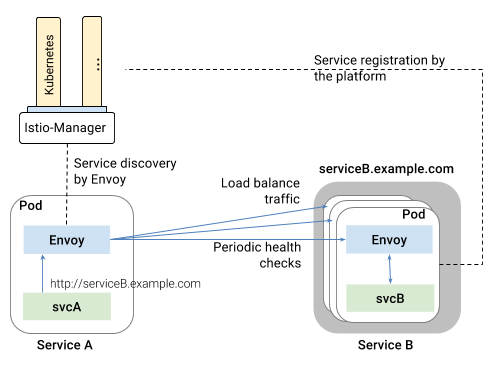 Kubernetes
...
Istio-Manager
Service registration by
the platform
Service discovery
by Envoy
serviceB.example.com
Load balance
traffic
Pod
Pod
Envoy
Envoy
Periodic health
checks
http://serviceB.example.com
svcA
svcB
Service A
Service B